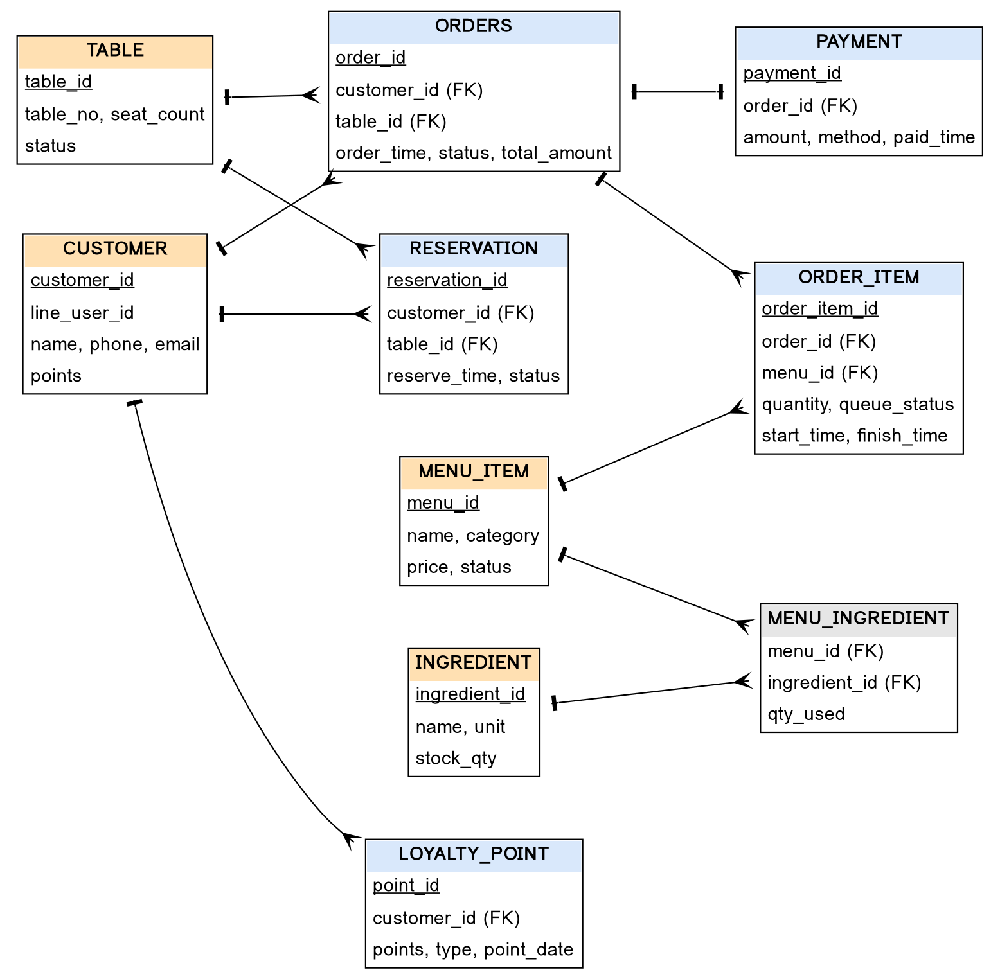 TABLE
table_id
table_no, seat_count
status
ORDERS
order_id
customer_id (FK)
table_id (FK)
order_time, status, total_amount
PAYMENT
payment_id
order_id (FK)
amount, method, paid_time
CUSTOMER
customer_id
line_user_id
name, phone, email
points
RESERVATION
reservation_id
customer_id (FK)
table_id (FK)
reserve_time, status
ORDER_ITEM
order_item_id
order_id (FK)
menu_id (FK)
quantity, queue_status
start_time, finish_time
MENU_ITEM
menu_id
name, category
price, status
MENU_INGREDIENT
menu_id (FK)
ingredient_id (FK)
qty_used
INGREDIENT
ingredient_id
name, unit
stock_qty
LOYALTY_POINT
point_id
customer_id (FK)
points, type, point_date